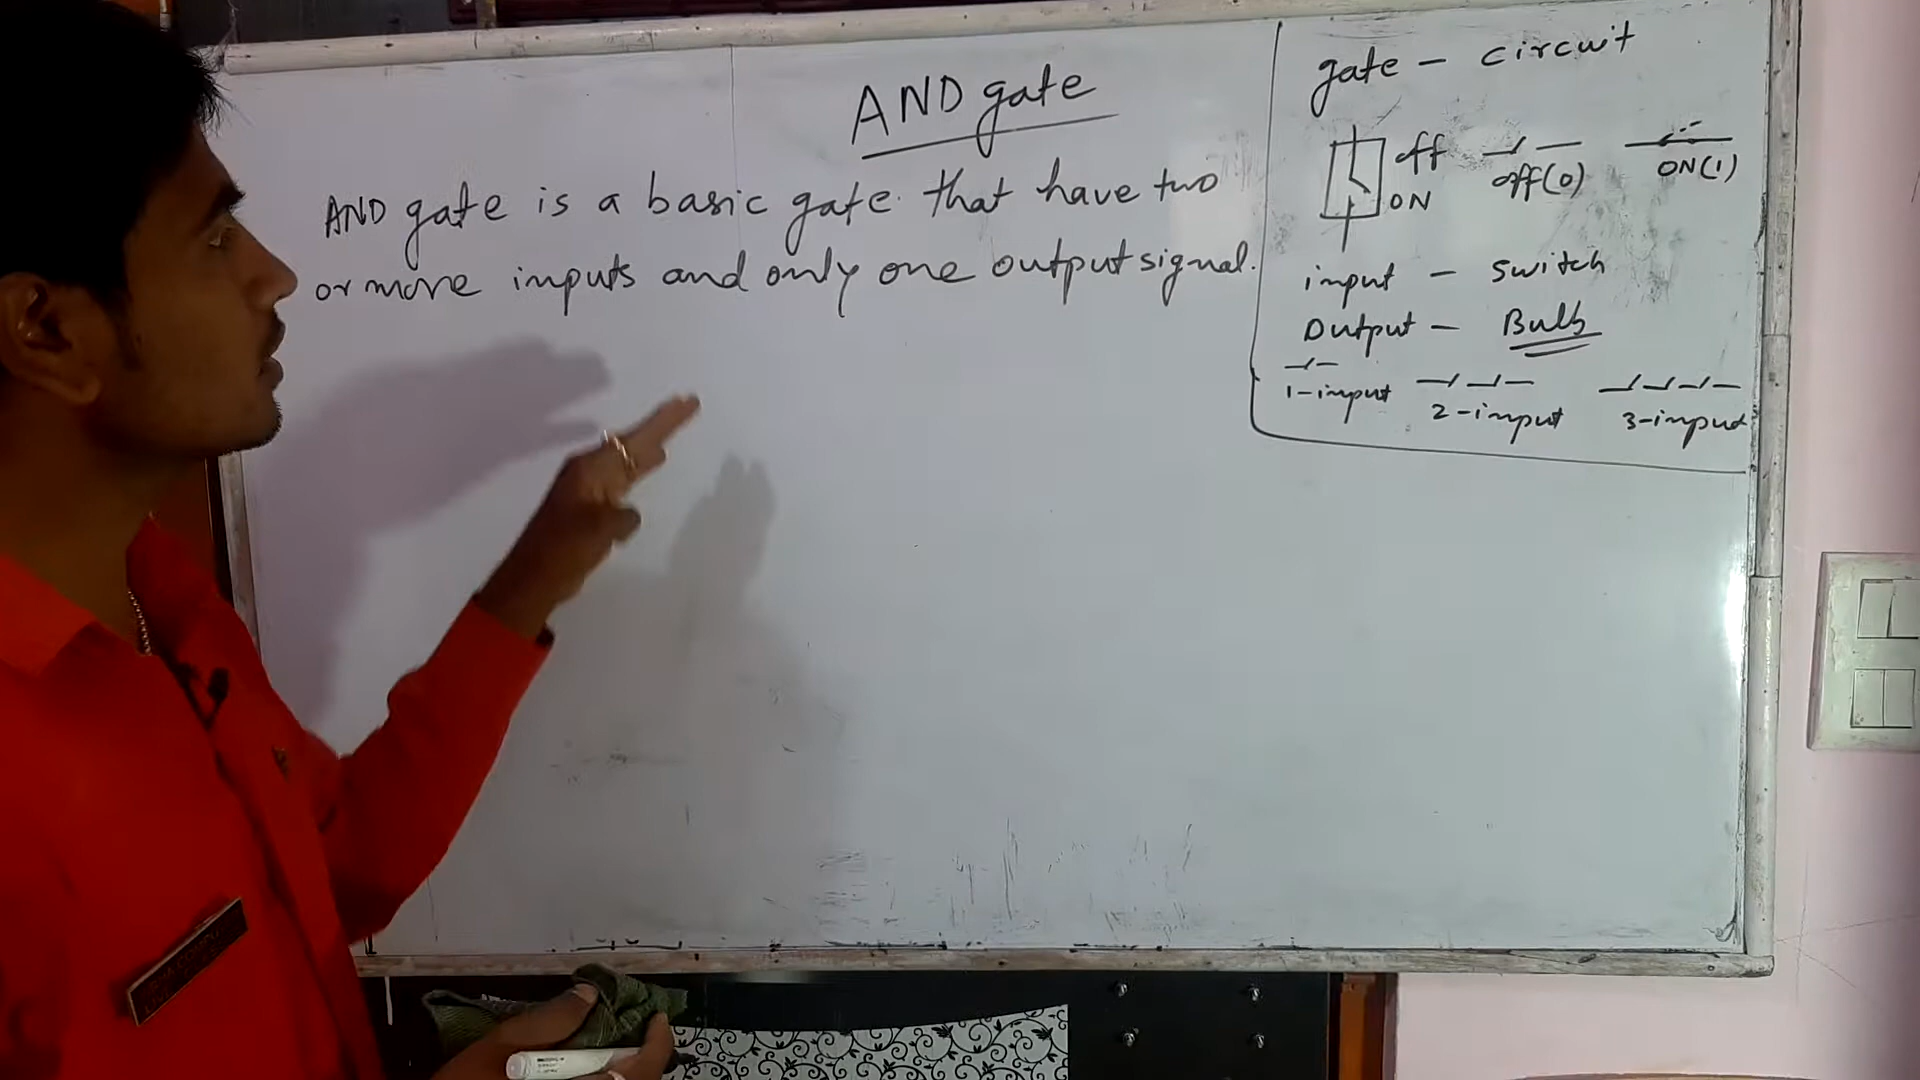 AND gate
AND gate is a basic gate that have two
or more inputs and only one output signal.
gate - circuit
off
ON
off(0)
ON(1)
input - switch
Output - Bulb
1-input
2-input
3-input